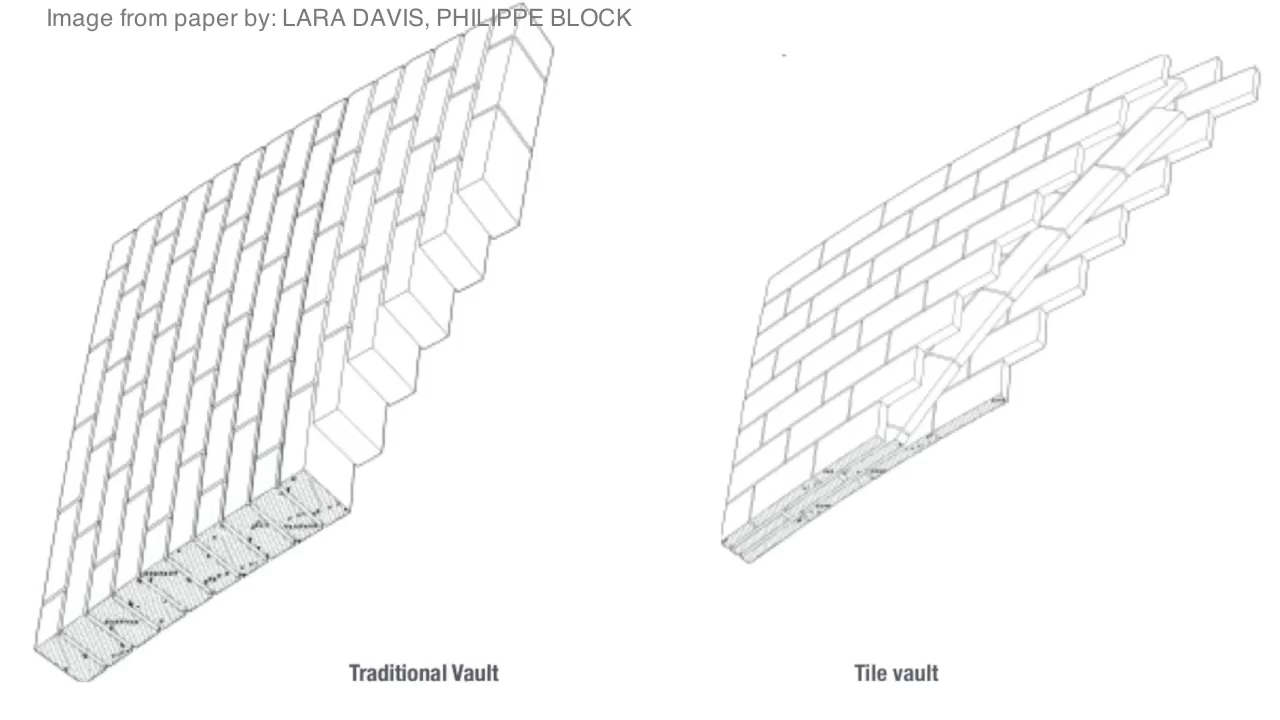 Image from paper by: LARA DAVIS, PHILIPPE BLOCK
Traditional Vault
Tile vault